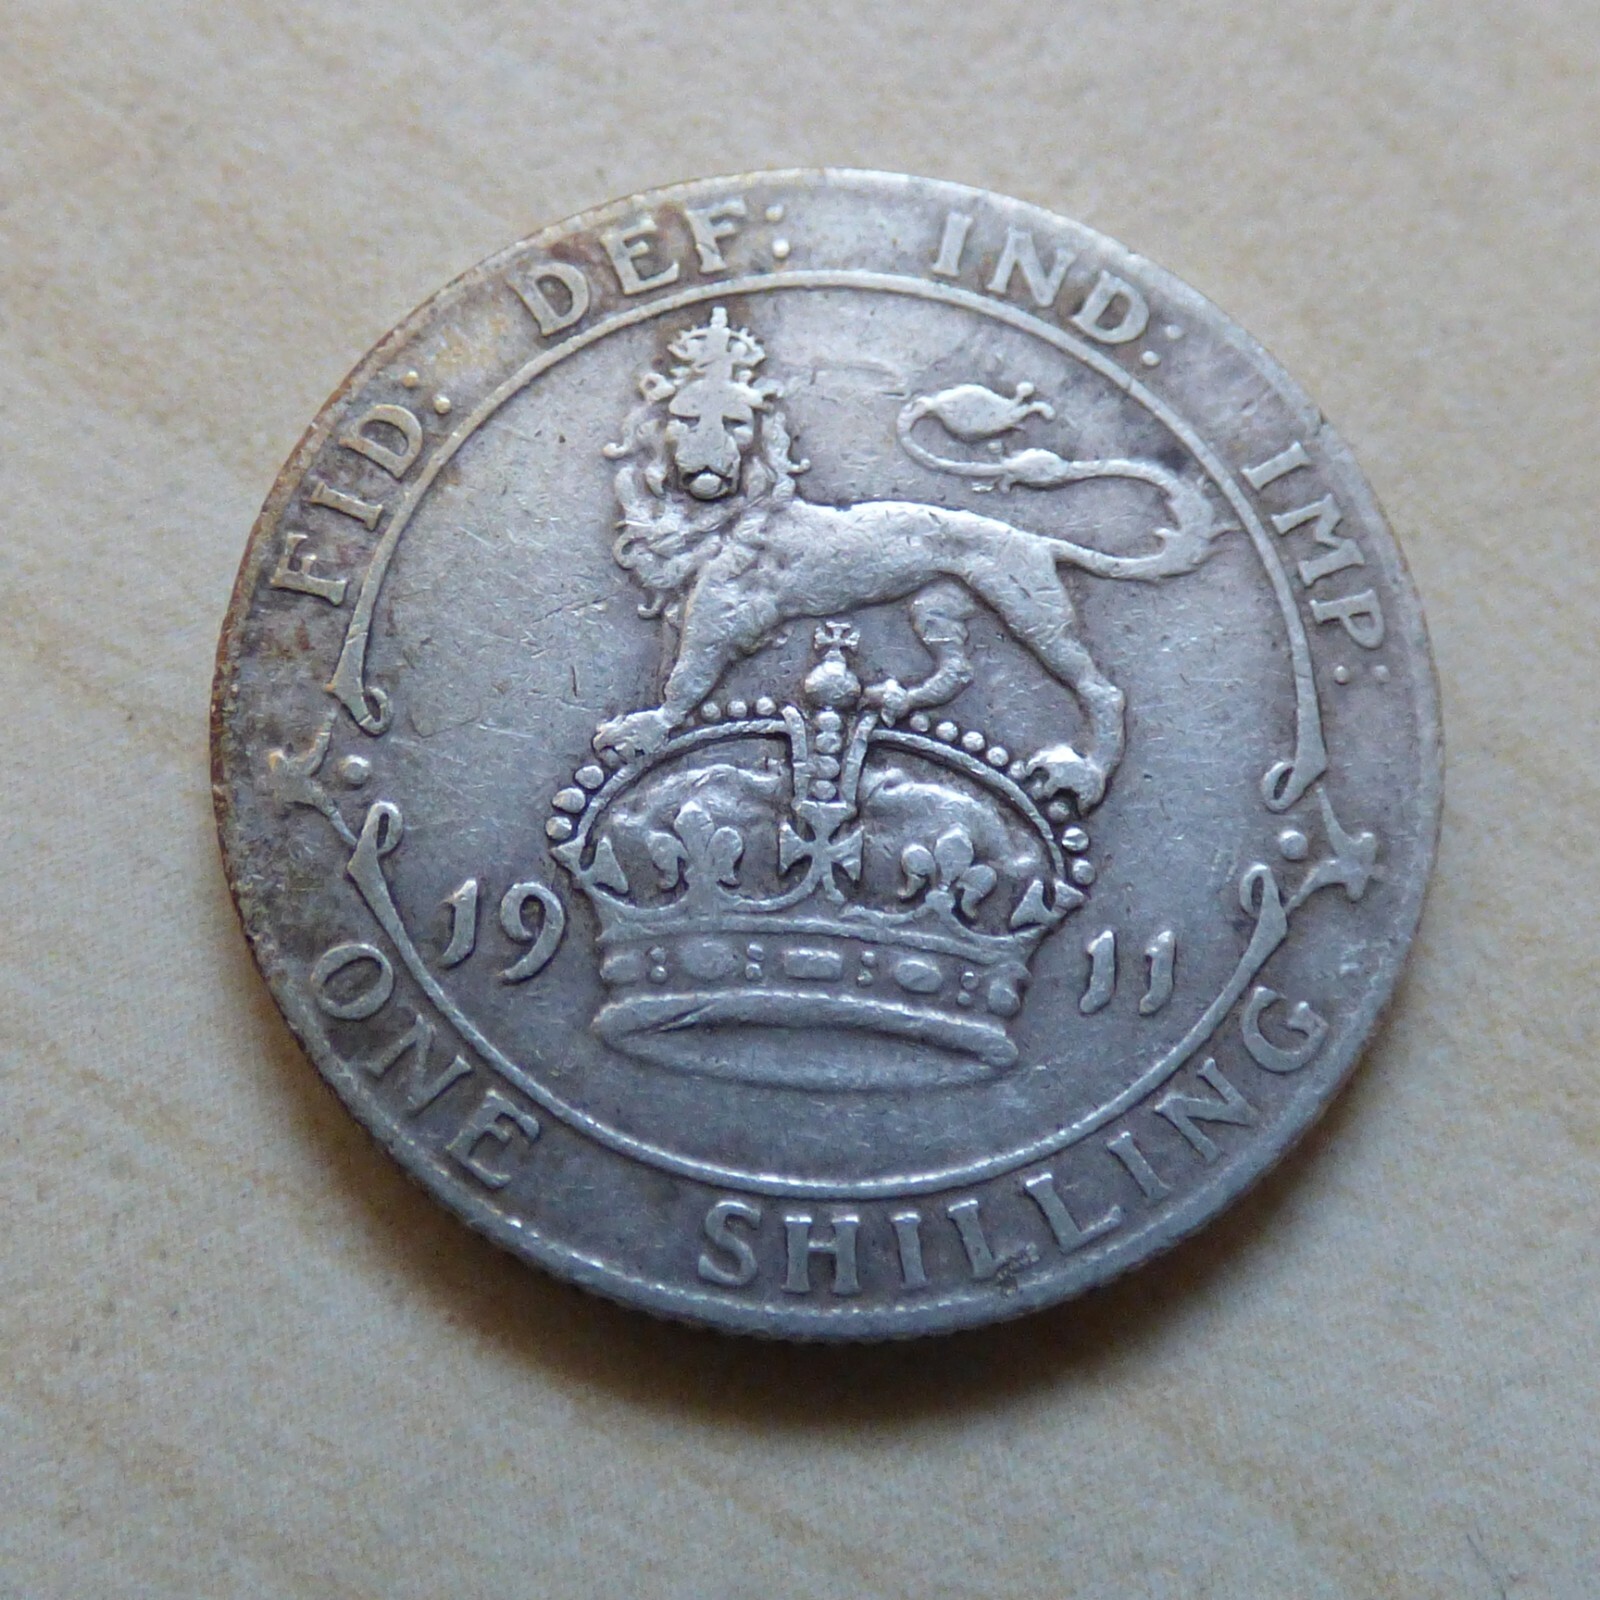 FID: DEF: IND: IMP:
19 11
ONE SHILLING